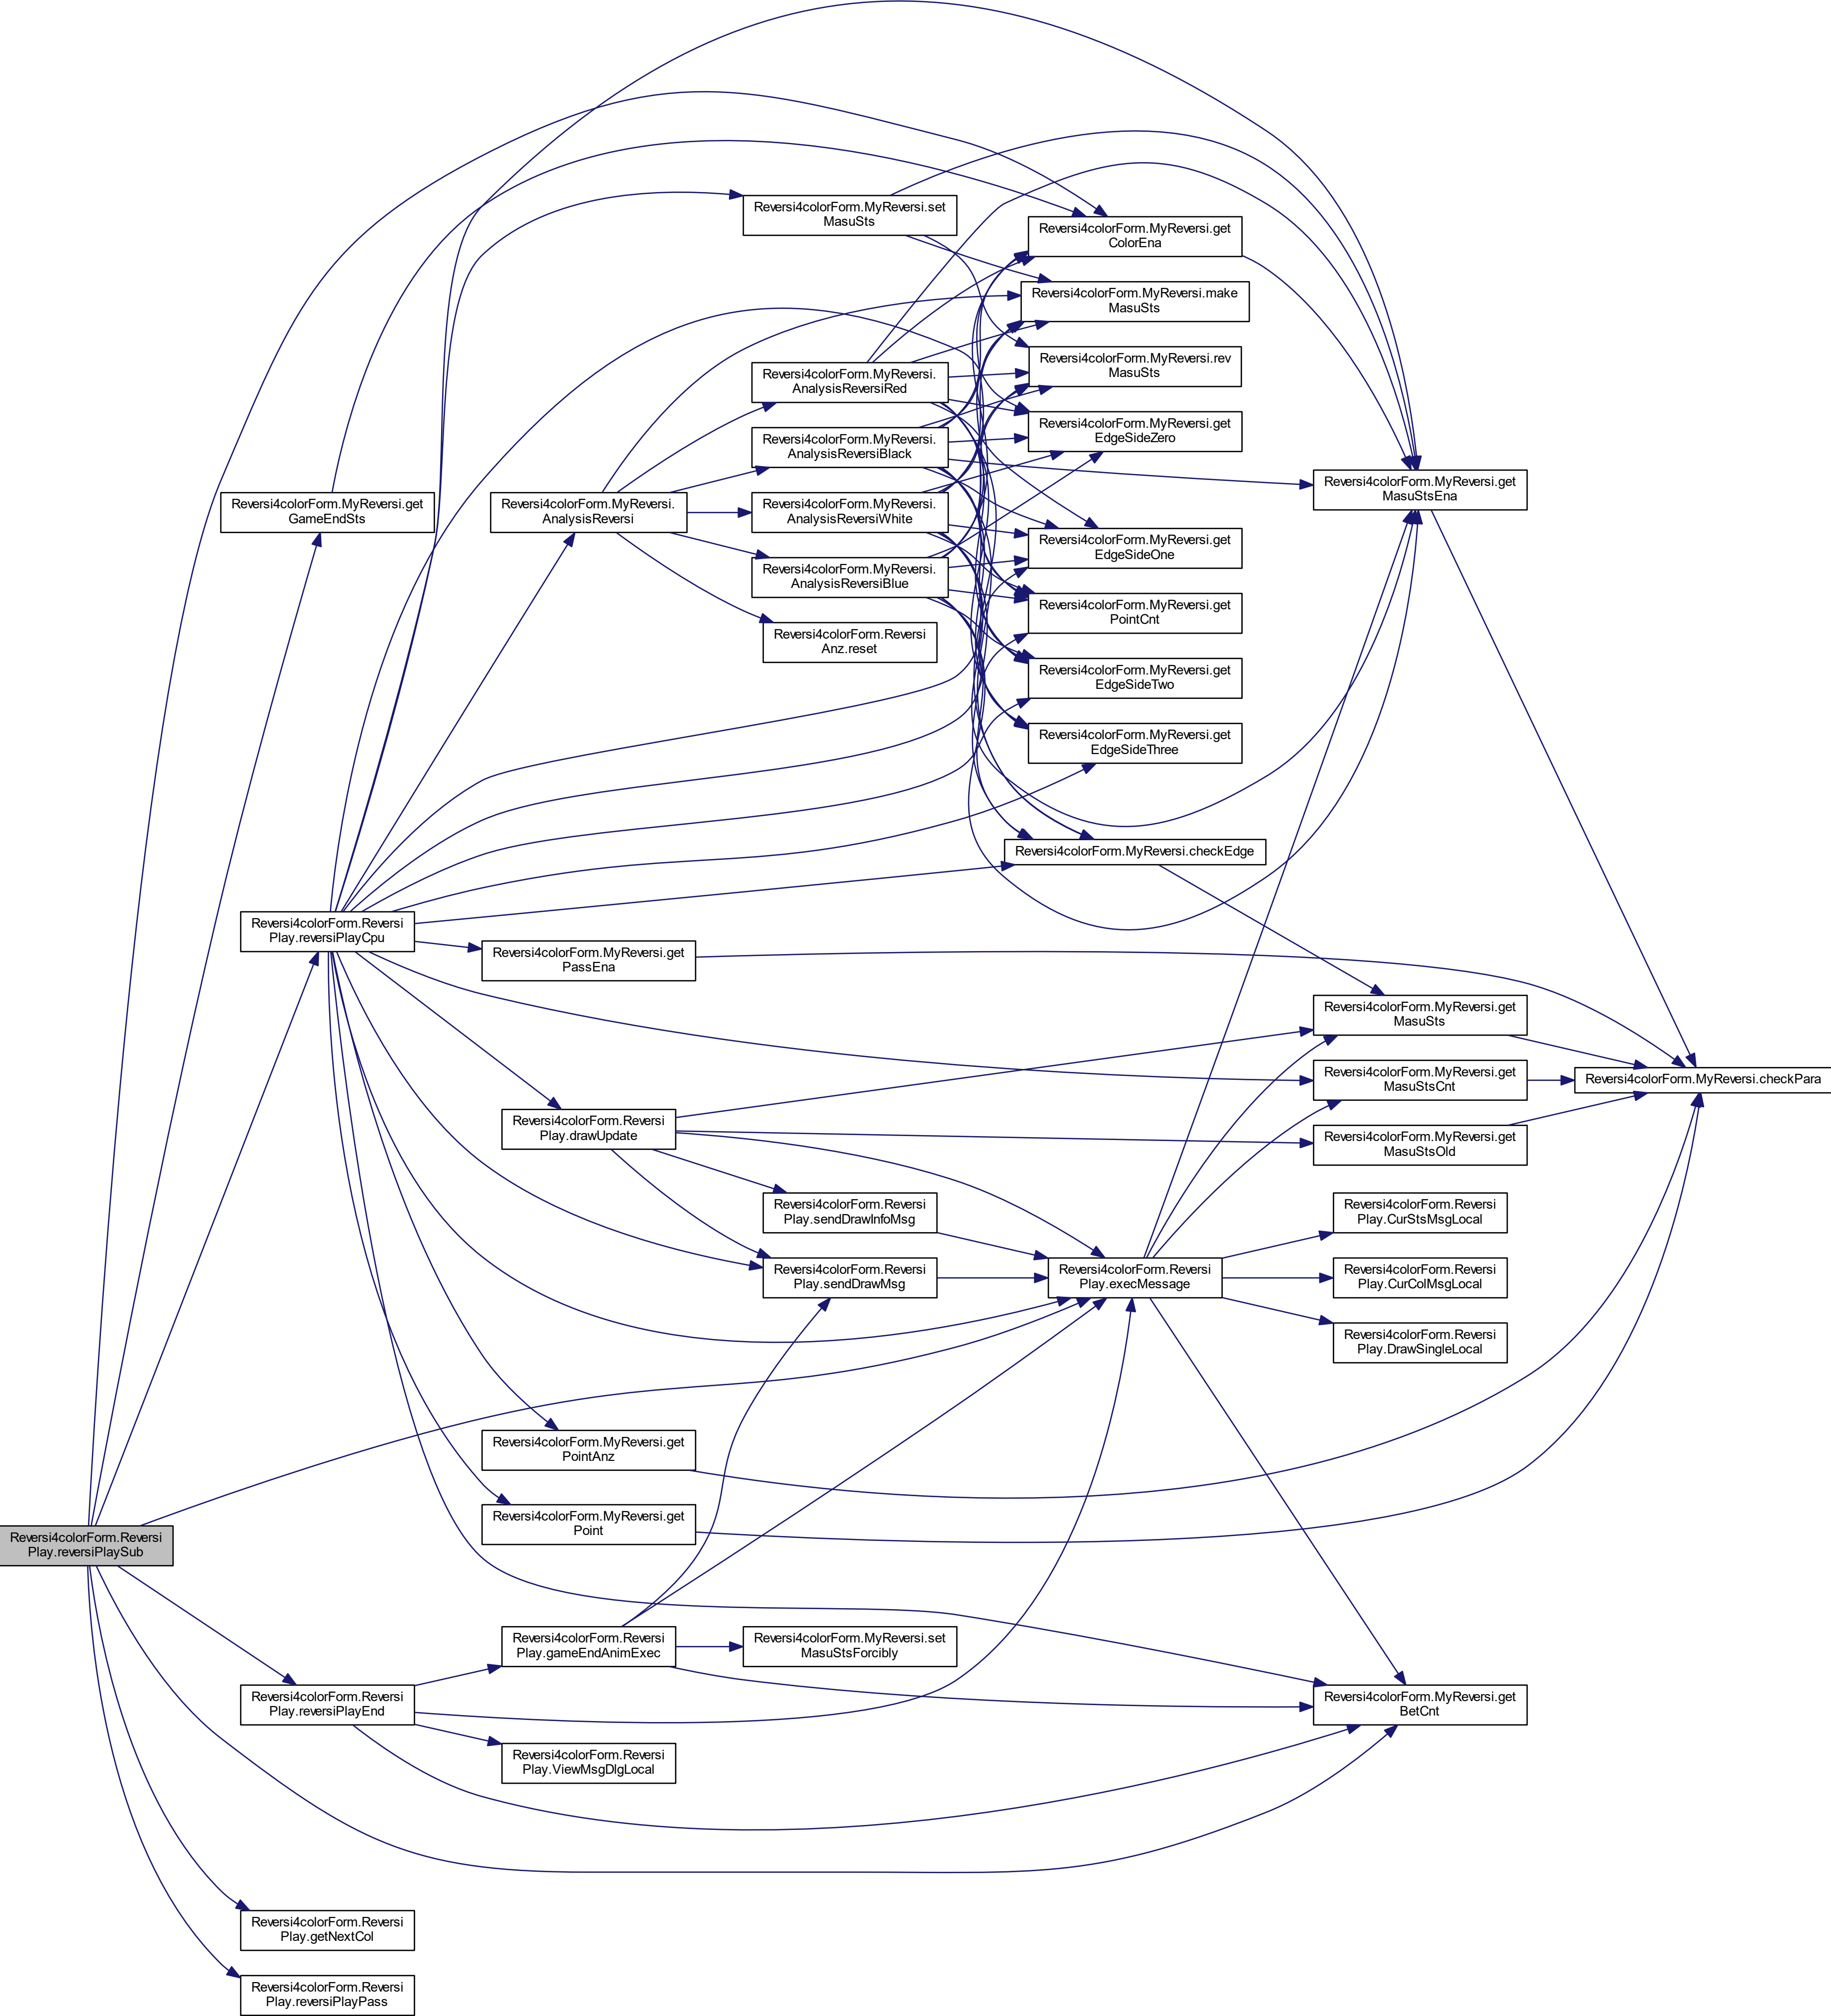 Reversi4colorForm.MyReversi.set
MasuSts
Reversi4colorForm.MyReversi.get
ColorEna
Reversi4colorForm.MyReversi.make
MasuSts
Reversi4colorForm.MyReversi.rev
MasuSts
Reversi4colorForm.MyReversi.
AnalysisReversiRed
Reversi4colorForm.MyReversi.get
EdgeSideZero
Reversi4colorForm.MyReversi.
AnalysisReversiBlack
Reversi4colorForm.MyReversi.get
MasuStsEna
Reversi4colorForm.MyReversi.get
GameEndSts
Reversi4colorForm.MyReversi.
AnalysisReversi
Reversi4colorForm.MyReversi.
AnalysisReversiWhite
Reversi4colorForm.MyReversi.get
EdgeSideOne
Reversi4colorForm.MyReversi.
AnalysisReversiBlue
Reversi4colorForm.MyReversi.get
PointCnt
Reversi4colorForm.Reversi
Anz.reset
Reversi4colorForm.MyReversi.get
EdgeSideTwo
Reversi4colorForm.MyReversi.get
EdgeSideThree
Reversi4colorForm.MyReversi.checkEdge
Reversi4colorForm.Reversi
Play.reversiPlayCpu
Reversi4colorForm.MyReversi.get
PassEna
Reversi4colorForm.MyReversi.get
MasuSts
Reversi4colorForm.MyReversi.get
MasuStsCnt
Reversi4colorForm.MyReversi.checkPara
Reversi4colorForm.Reversi
Play.drawUpdate
Reversi4colorForm.MyReversi.get
MasuStsOld
Reversi4colorForm.Reversi
Play.sendDrawInfoMsg
Reversi4colorForm.Reversi
Play.CurStsMsgLocal
Reversi4colorForm.Reversi
Play.sendDrawMsg
Reversi4colorForm.Reversi
Play.execMessage
Reversi4colorForm.Reversi
Play.CurColMsgLocal
Reversi4colorForm.Reversi
Play.DrawSingleLocal
Reversi4colorForm.MyReversi.get
PointAnz
Reversi4colorForm.MyReversi.get
Point
Reversi4colorForm.Reversi
Play.reversiPlaySub
Reversi4colorForm.Reversi
Play.gameEndAnimExec
Reversi4colorForm.MyReversi.set
MasuStsForcibly
Reversi4colorForm.Reversi
Play.reversiPlayEnd
Reversi4colorForm.MyReversi.get
BetCnt
Reversi4colorForm.Reversi
Play.ViewMsgDlgLocal
Reversi4colorForm.Reversi
Play.getNextCol
Reversi4colorForm.Reversi
Play.reversiPlayPass